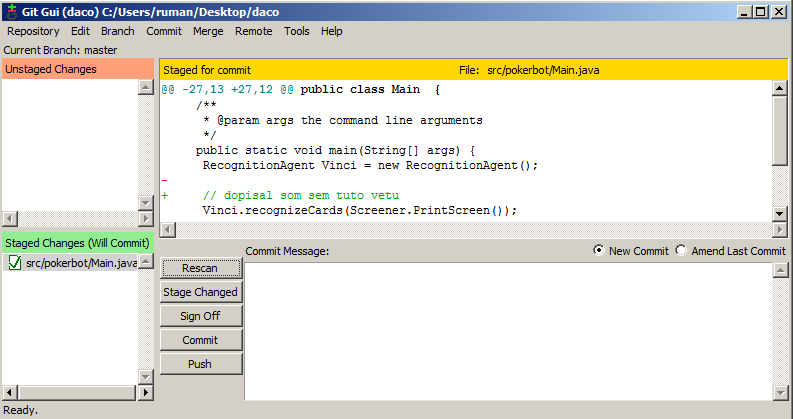 Git Gui (daco) C:/Users/ruman/Desktop/daco
Repository Edit Branch Commit Merge Remote Tools Help
Current Branch: master
Unstaged Changes
Staged for commit File: src/pokerbot/Main.java
@@ -27,13 +27,12 @@ public class Main {
/**
* @param args the command line arguments
*/
public static void main(String[] args) {
RecognitionAgent Vinci = new RecognitionAgent();
-
+ // dopisal som sem tuto vetu
Vinci.recognizeCards(Screener.PrintScreen());
Staged Changes (Will Commit)
src/pokerbot/Main.java
Commit Message: New Commit Amend Last Commit
Rescan
Stage Changed
Sign Off
Commit
Push
Ready.